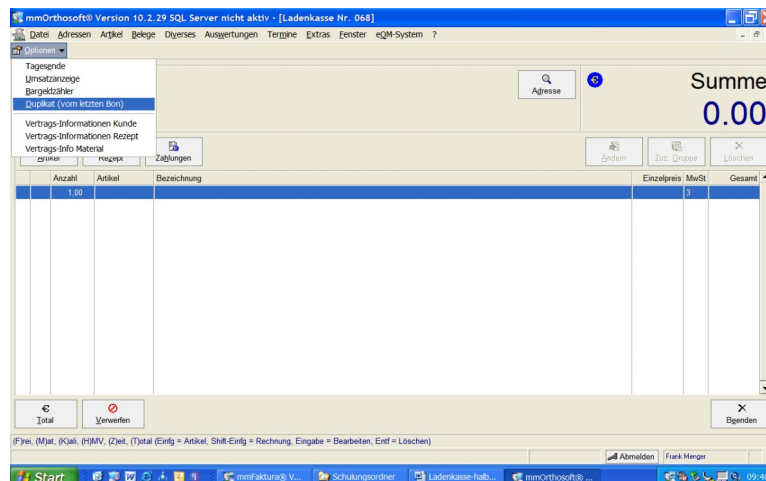 mmOrthosoft® Version 10.2.29 SQL Server nicht aktiv - [Ladenkasse Nr. 068]
Datei Adressen Artikel Belege Diverses Auswertungen Termine Extras Fenster eQM-System ?
Optionen
Tagesende
Umsatzanzeige
Bargeldzähler
Duplikat (vom letzten Bon)
Vertrags-Informationen Kunde
Vertrags-Informationen Rezept
Vertrags-Info Material
Adresse
€ Summe
0.00
Artikel Rezept Zahlungen Ändern Zuz. Gruppe Löschen
Anzahl Artikel Bezeichnung Einzelpreis MwSt Gesamt
1,00 3
€ Total Verwerfen Beenden
(F)rei, (M)at, (K)ali, (H)MV, (Z)eit, (T)otal (Einfg = Artikel, Shift-Einfg = Rechnung, Eingabe = Bearbeiten, Entf = Löschen)
Abmelden Frank Menger
Start mmFaktura® V... Schulungsordner Ladenkasse-halb... mmOrthosoft® ...